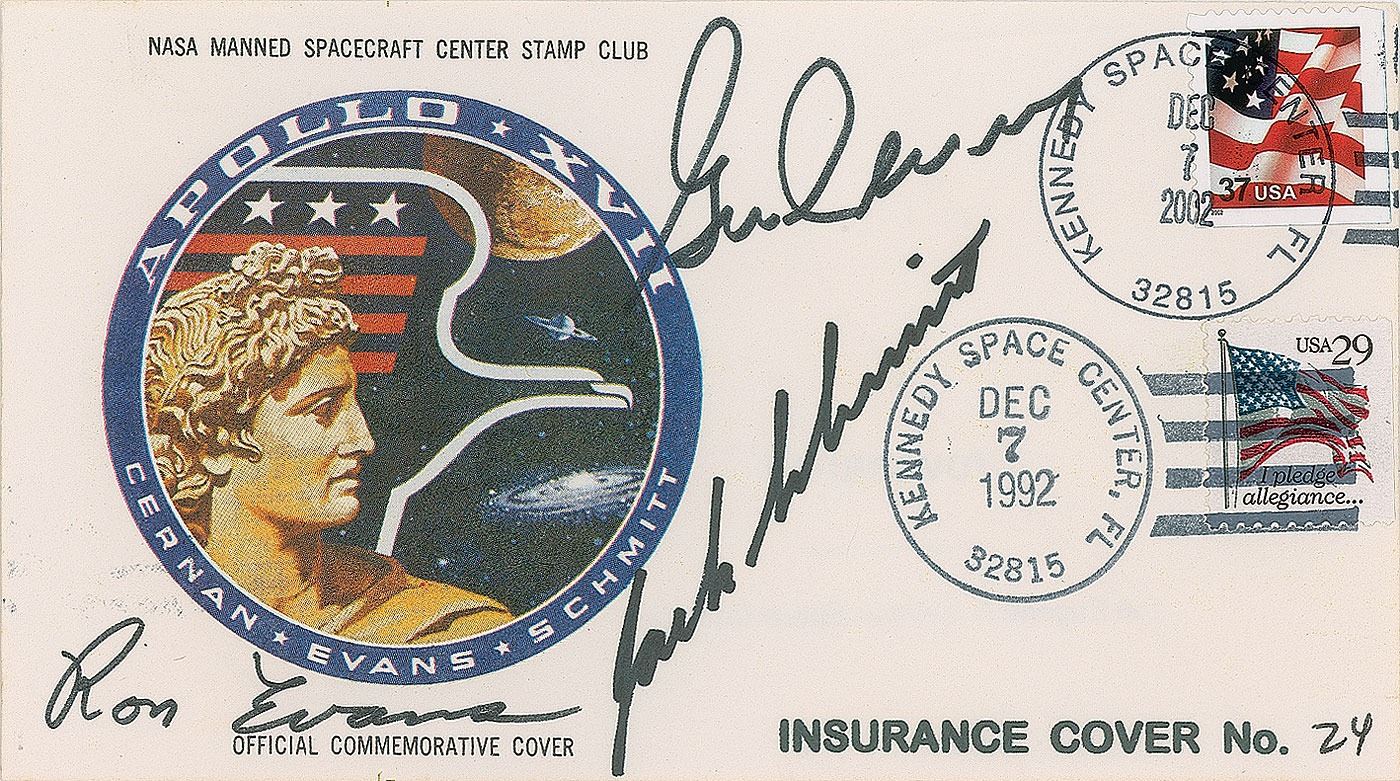 NASA MANNED SPACECRAFT CENTER STAMP CLUB
APOLLO ★ XVII
CERNAN ★ EVANS ★ SCHMITT
Gene Cernan
Jack Schmitt
Ron Evans
OFFICIAL COMMEMORATIVE COVER
KENNEDY SPACE CENTER FL
DEC
7
2002
32815
37 USA
2002
KENNEDY SPACE CENTER, FL
DEC
7
1992
32815
USA 29
I pledge
allegiance...
INSURANCE COVER No. 24